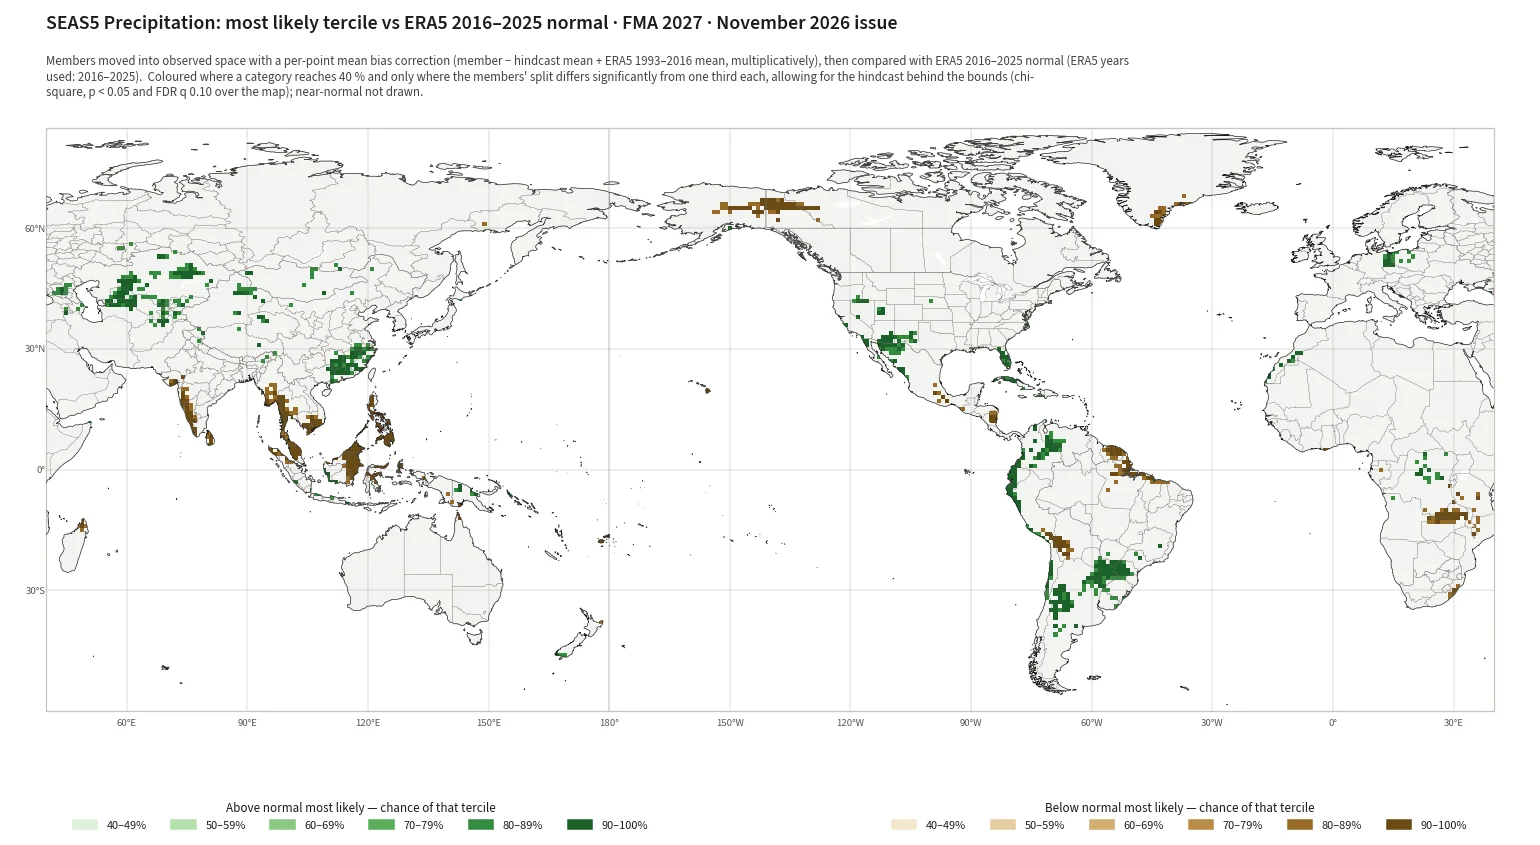 SEAS5 Precipitation: most likely tercile vs ERA5 2016–2025 normal · FMA 2027 · November 2026 issue
Members moved into observed space with a per-point mean bias correction (member − hindcast mean + ERA5 1993–2016 mean, multiplicatively), then compared with ERA5 2016–2025 normal (ERA5 years
used: 2016–2025). Coloured where a category reaches 40 % and only where the members' split differs significantly from one third each, allowing for the hindcast behind the bounds (chi-
square, p < 0.05 and FDR q 0.10 over the map); near-normal not drawn.
60°N
30°N
0°
30°S
60°E 90°E 120°E 150°E 180° 150°W 120°W 90°W 60°W 30°W 0° 30°E
Above normal most likely — chance of that tercile
40–49% 50–59% 60–69% 70–79% 80–89% 90–100%
Below normal most likely — chance of that tercile
40–49% 50–59% 60–69% 70–79% 80–89% 90–100%